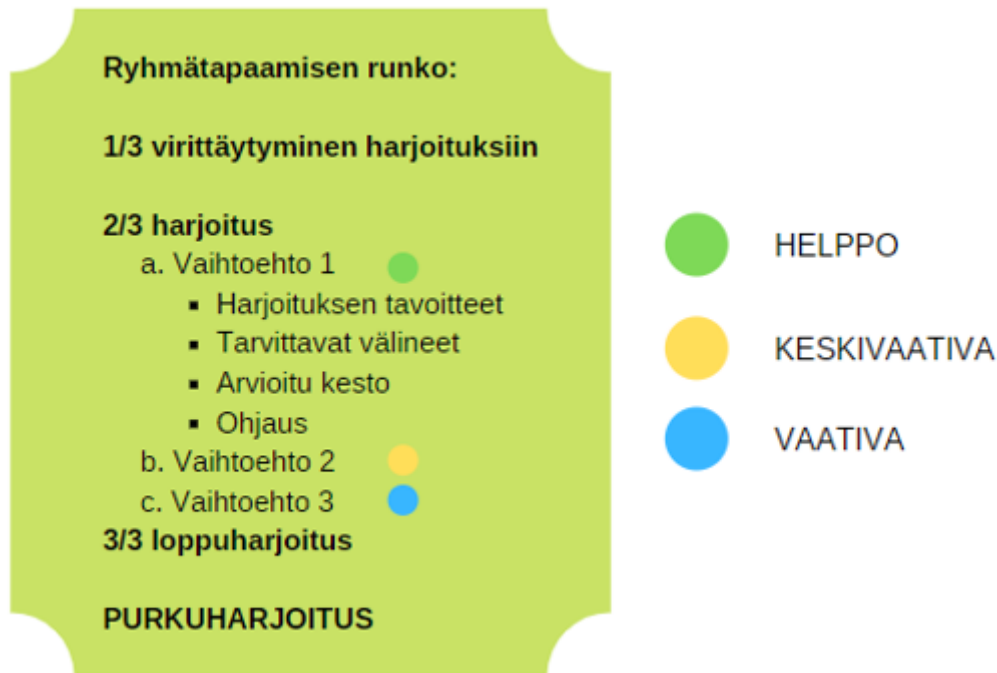 Ryhmätapaamisen runko:
1/3 virittäytyminen harjoituksiin
2/3 harjoitus
a. Vaihtoehto 1
▪ Harjoituksen tavoitteet
▪ Tarvittavat välineet
▪ Arvioitu kesto
▪ Ohjaus
b. Vaihtoehto 2
c. Vaihtoehto 3
3/3 loppuharjoitus
PURKUHARJOITUS
HELPPO
KESKIVAATIVA
VAATIVA